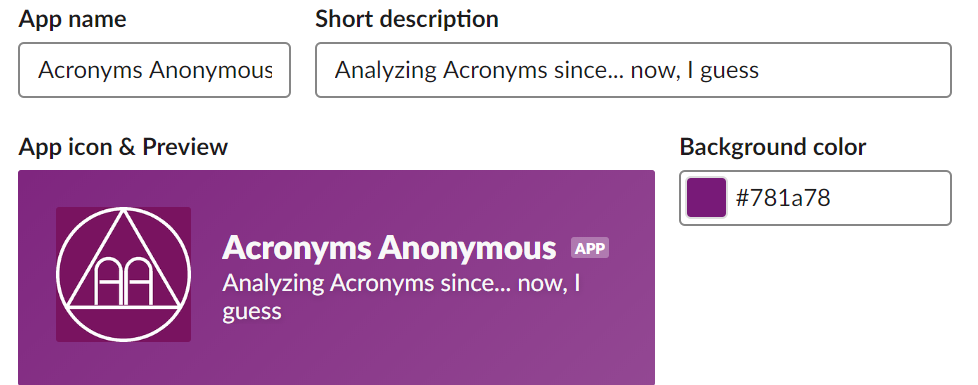 App name
Short description
Acronyms Anonymous
Analyzing Acronyms since... now, I guess
App icon & Preview
Background color
#781a78
AA
Acronyms Anonymous APP
Analyzing Acronyms since... now, I
guess